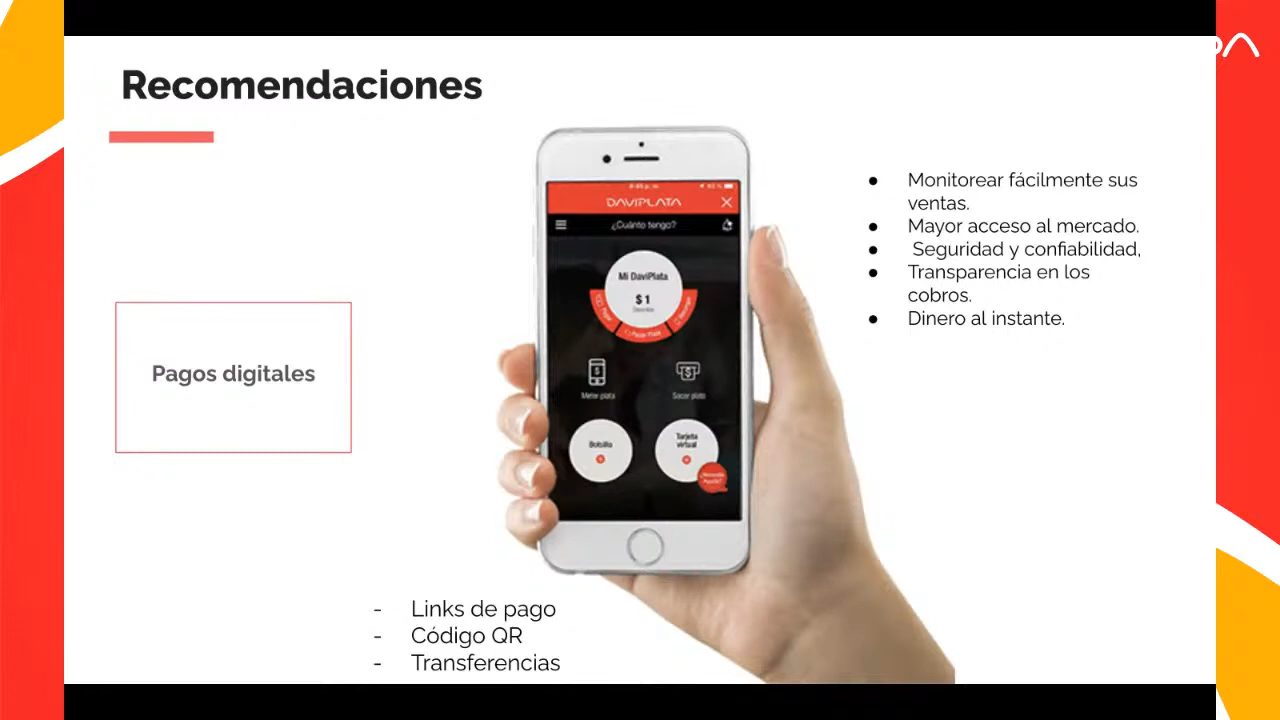 Recomendaciones
Pagos digitales
DAVIPLATA
¿Cuánto tengo?
Mi DaviPlata
$ 1
Meter plata
Sacar plata
Bolsillo
Tarjeta
virtual
● Monitorear fácilmente sus
ventas.
● Mayor acceso al mercado.
● Seguridad y confiabilidad,
● Transparencia en los
cobros.
● Dinero al instante.
- Links de pago
- Código QR
- Transferencias